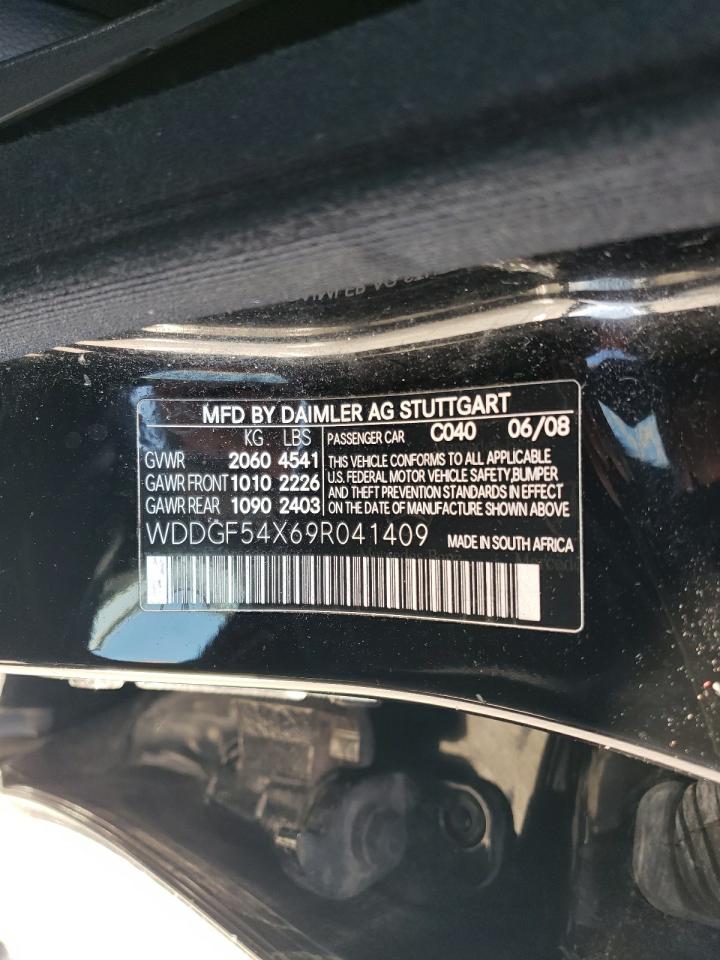 MFD BY DAIMLER AG STUTTGART
KG LBS
GVWR 2060 4541
GAWR FRONT 1010 2226
GAWR REAR 1090 2403
PASSENGER CAR C040 06/08
THIS VEHICLE CONFORMS TO ALL APPLICABLE
U.S. FEDERAL MOTOR VEHICLE SAFETY,BUMPER
AND THEFT PREVENTION STANDARDS IN EFFECT
ON THE DATE OF MANUFACTURE SHOWN ABOVE
WDDGF54X69R041409 MADE IN SOUTH AFRICA